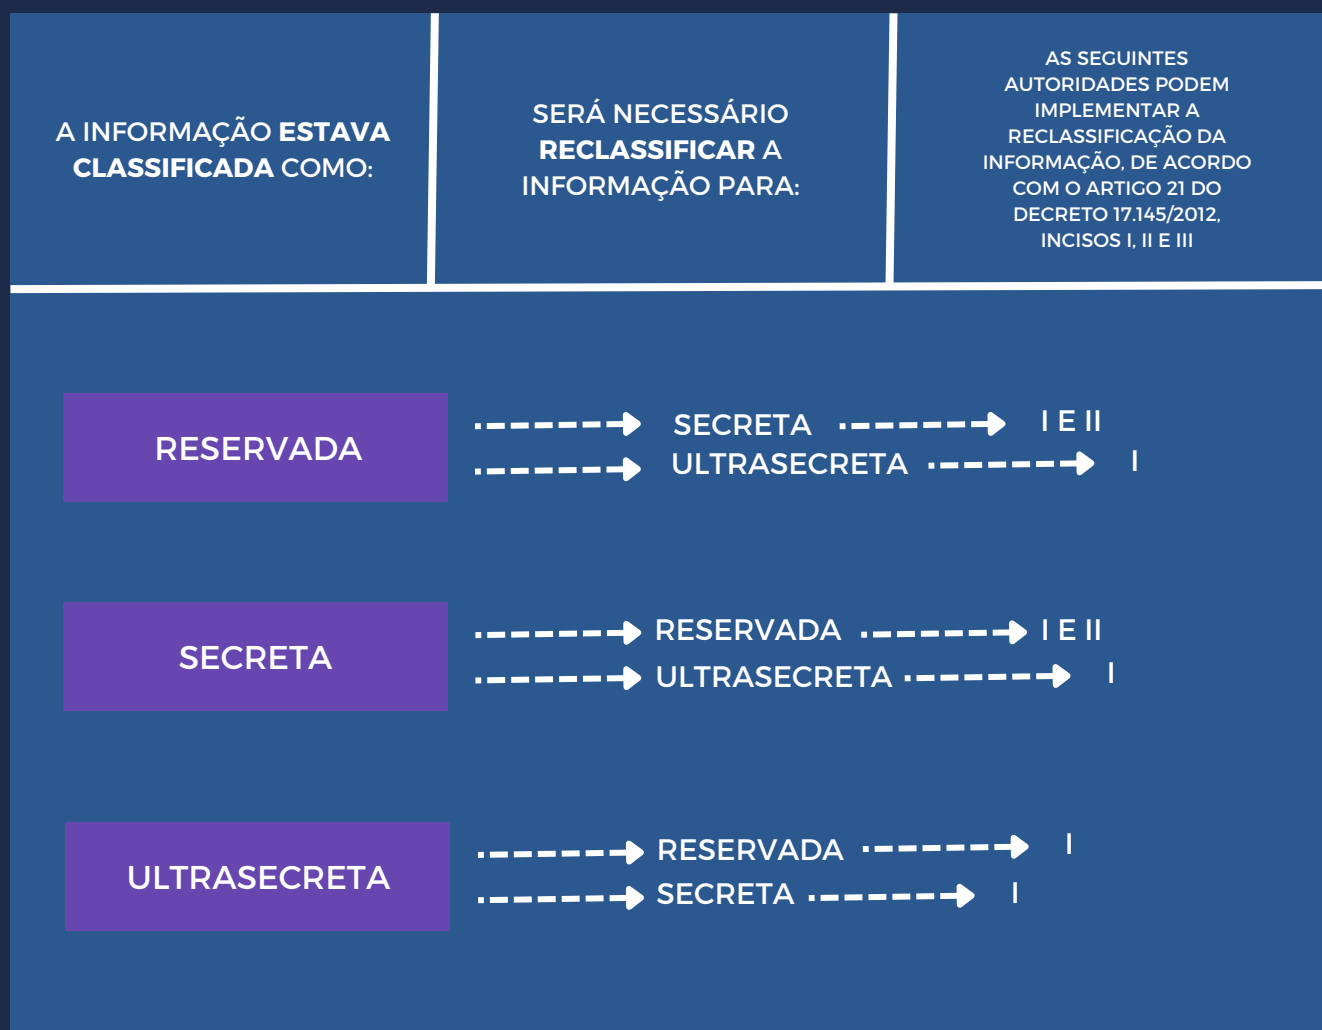 A INFORMAÇÃO ESTAVA
CLASSIFICADA COMO:
SERÁ NECESSÁRIO
RECLASSIFICAR A
INFORMAÇÃO PARA:
AS SEGUINTES
AUTORIDADES PODEM
IMPLEMENTAR A
RECLASSIFICAÇÃO DA
INFORMAÇÃO, DE ACORDO
COM O ARTIGO 21 DO
DECRETO 17.145/2012,
INCISOS I, II E III
RESERVADA
SECRETA
I E II
ULTRASECRETA
I
SECRETA
RESERVADA
I E II
ULTRASECRETA
I
ULTRASECRETA
RESERVADA
I
SECRETA
I